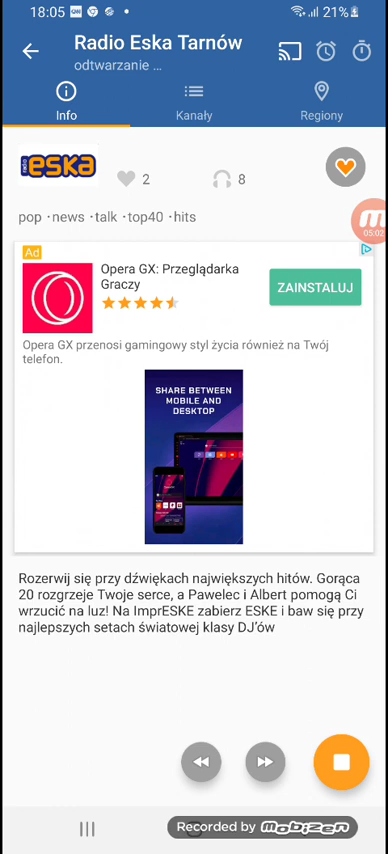 18:05
21%
Radio Eska Tarnów
odtwarzanie ...
Info
Kanały
Regiony
radio
eska
2
8
pop ·news ·talk ·top40 ·hits
05:02
Ad
Opera GX: Przeglądarka
Graczy
ZAINSTALUJ
Opera GX przenosi gamingowy styl życia również na Twój
telefon.
SHARE BETWEEN
MOBILE AND
DESKTOP
Rozerwij się przy dźwiękach największych hitów. Gorąca
20 rozgrzeje Twoje serce, a Pawelec i Albert pomogą Ci
wrzucić na luz! Na ImprESKE zabierz ESKE i baw się przy
najlepszych setach światowej klasy DJ'ów
Recorded by Mobizen